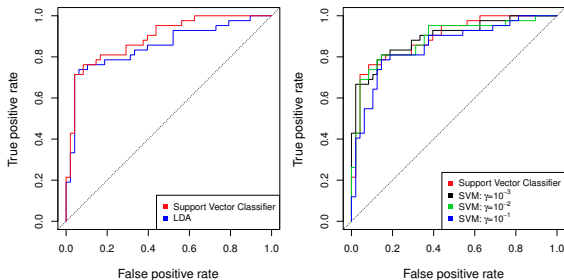 True positive rate
1.0
0.8
0.6
0.4
0.2
0.0
0.0 0.2 0.4 0.6 0.8 1.0
False positive rate
Support Vector Classifier
LDA
True positive rate
1.0
0.8
0.6
0.4
0.2
0.0
0.0 0.2 0.4 0.6 0.8 1.0
False positive rate
Support Vector Classifier
SVM: γ=10⁻³
SVM: γ=10⁻²
SVM: γ=10⁻¹